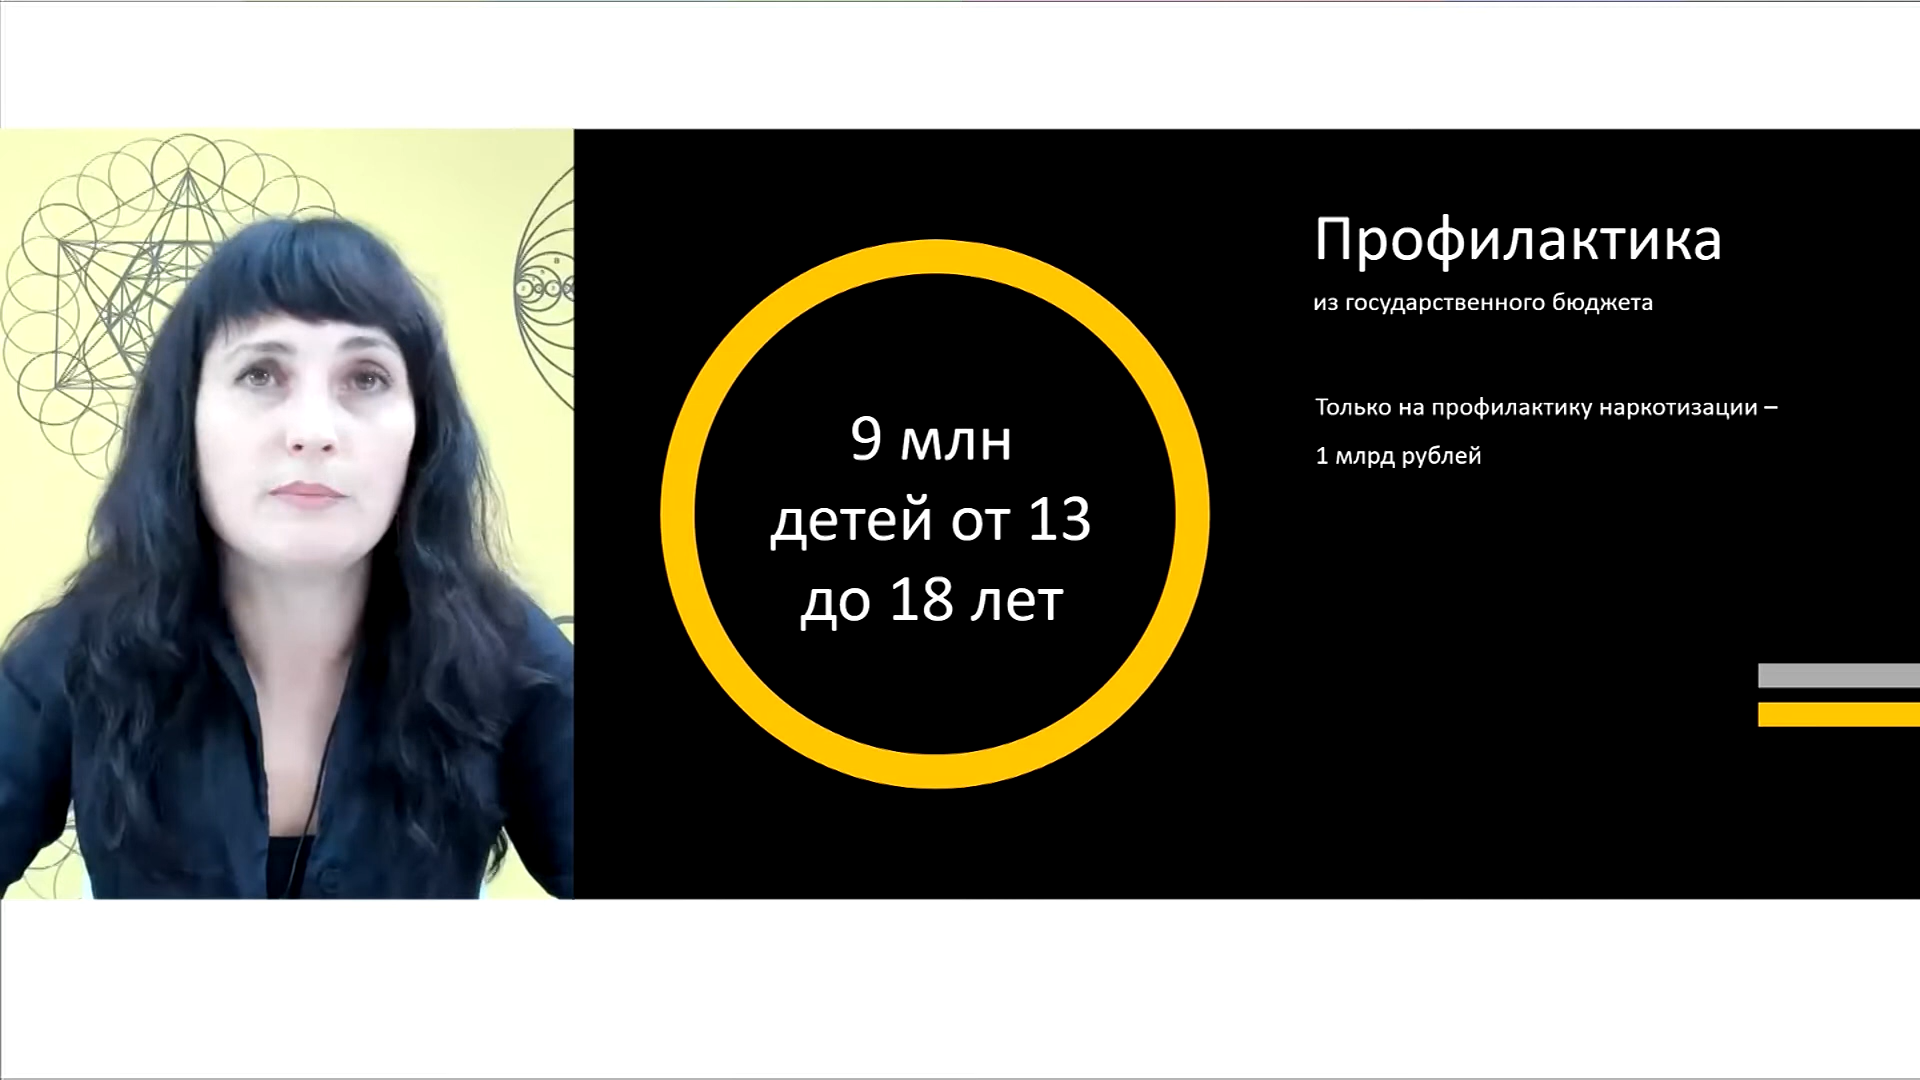 9 млн
детей от 13
до 18 лет
Профилактика
из государственного бюджета
Только на профилактику наркотизации –
1 млрд рублей